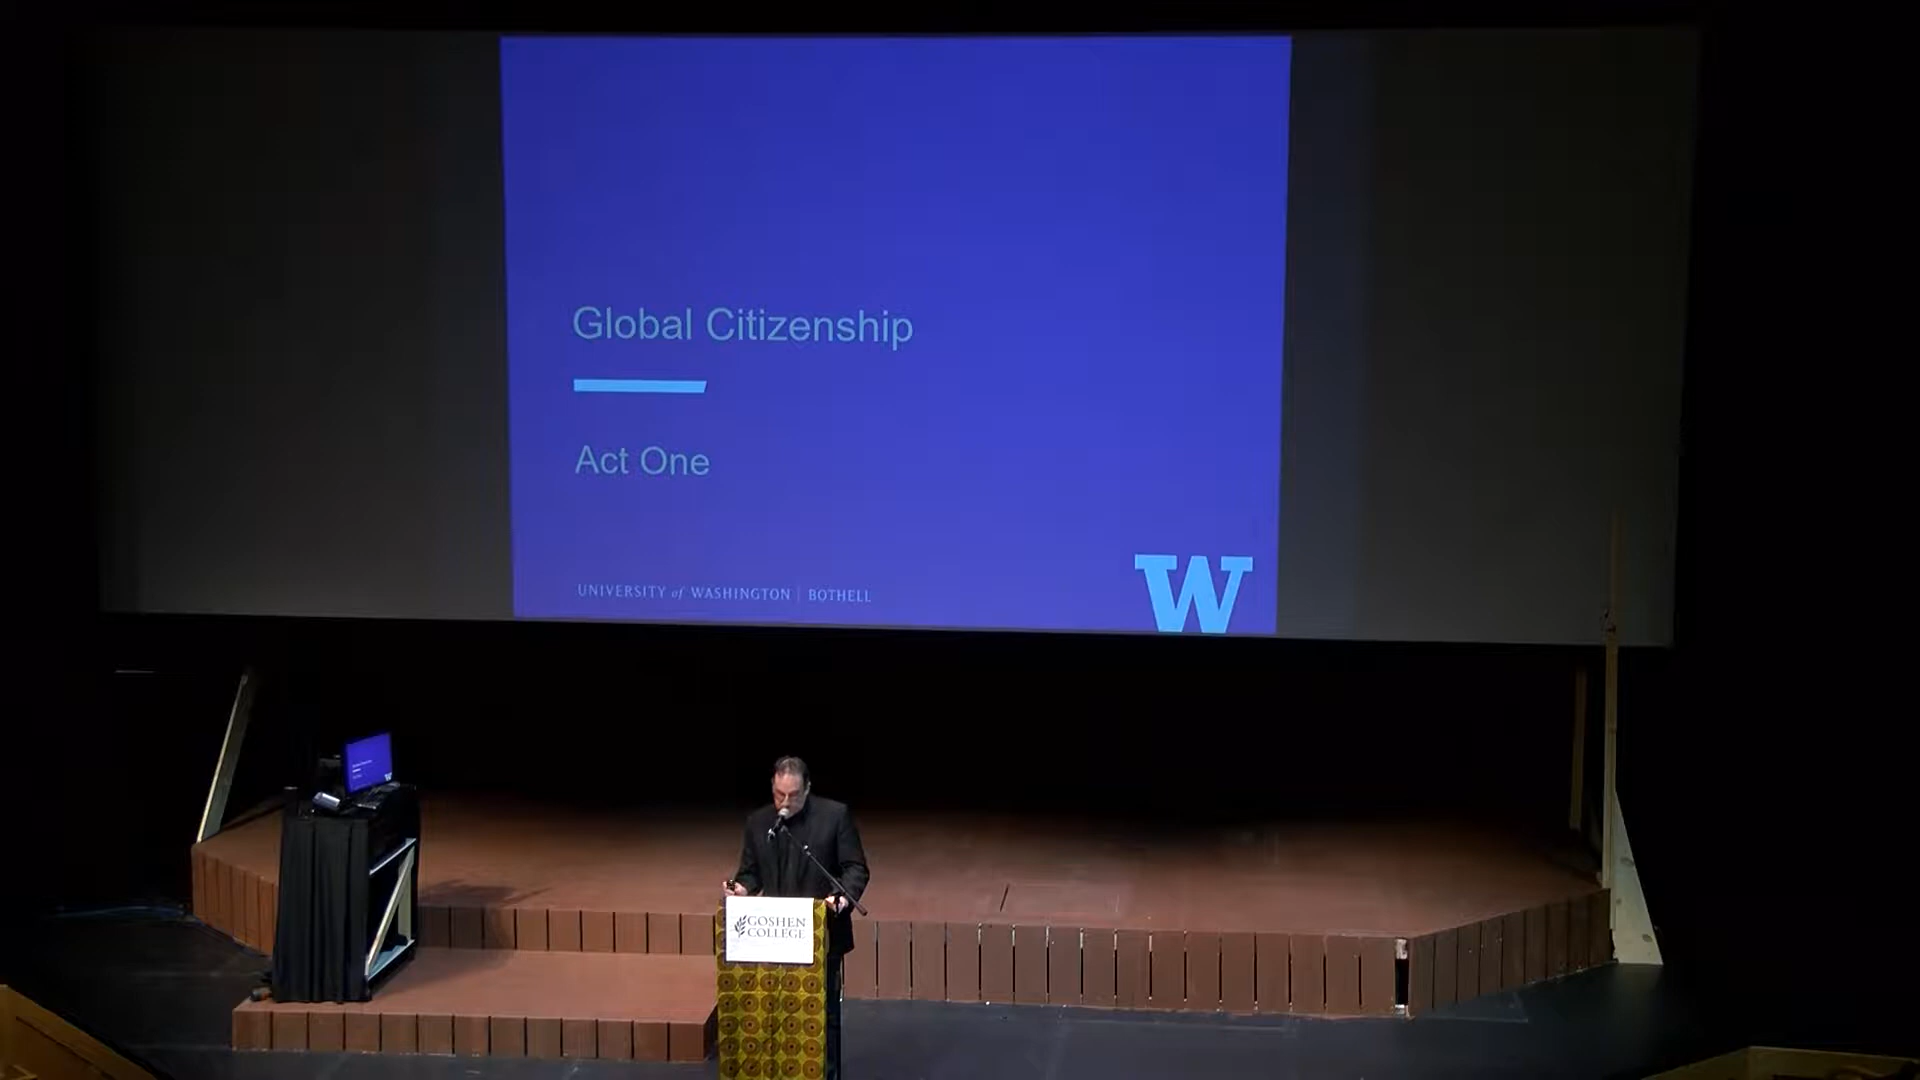 Global Citizenship
Act One
UNIVERSITY of WASHINGTON | BOTHELL
W
GOSHEN
COLLEGE